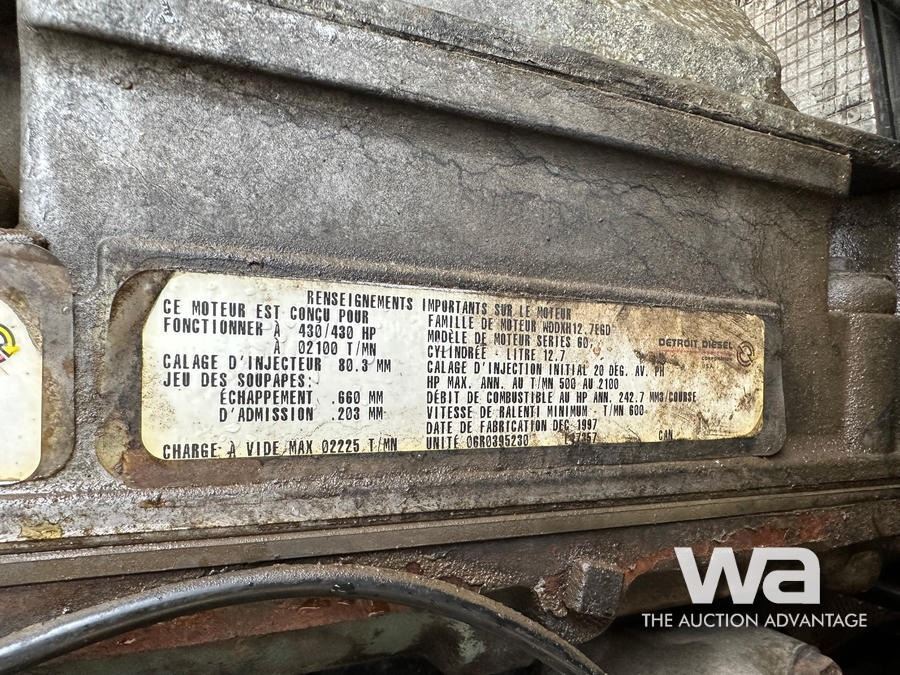 RENSEIGNEMENTS IMPORTANTS SUR LE MOTEUR
CE MOTEUR EST CONÇU POUR
FONCTIONNER À 430/430 HP
À 02100 T/MN
CALAGE D'INJECTEUR 80.3 MM
JEU DES SOUPAPES:
ÉCHAPPEMENT .660 MM
D'ADMISSION .203 MM
CHARGE À VIDE MAX 02225 T/MN
FAMILLE DE MOTEUR WDDXH12.7EGD
MODÈLE DE MOTEUR SERIES 60,
CYLINDRÉE - LITRE 12.7
CALAGE D'INJECTION INITIAL 20 DEG. AV. PH
HP MAX. ANN. AU T/MN 500 AU 2100
DÉBIT DE COMBUSTIBLE AU HP ANN. 242.7 MM3/COURSE
VITESSE DE RALENTI MINIMUM - T/MN 600
DATE DE FABRICATION DEC 1997
UNITÉ 06R0395230 CAN
DETROIT DIESEL
CORPORATION
wa
THE AUCTION ADVANTAGE